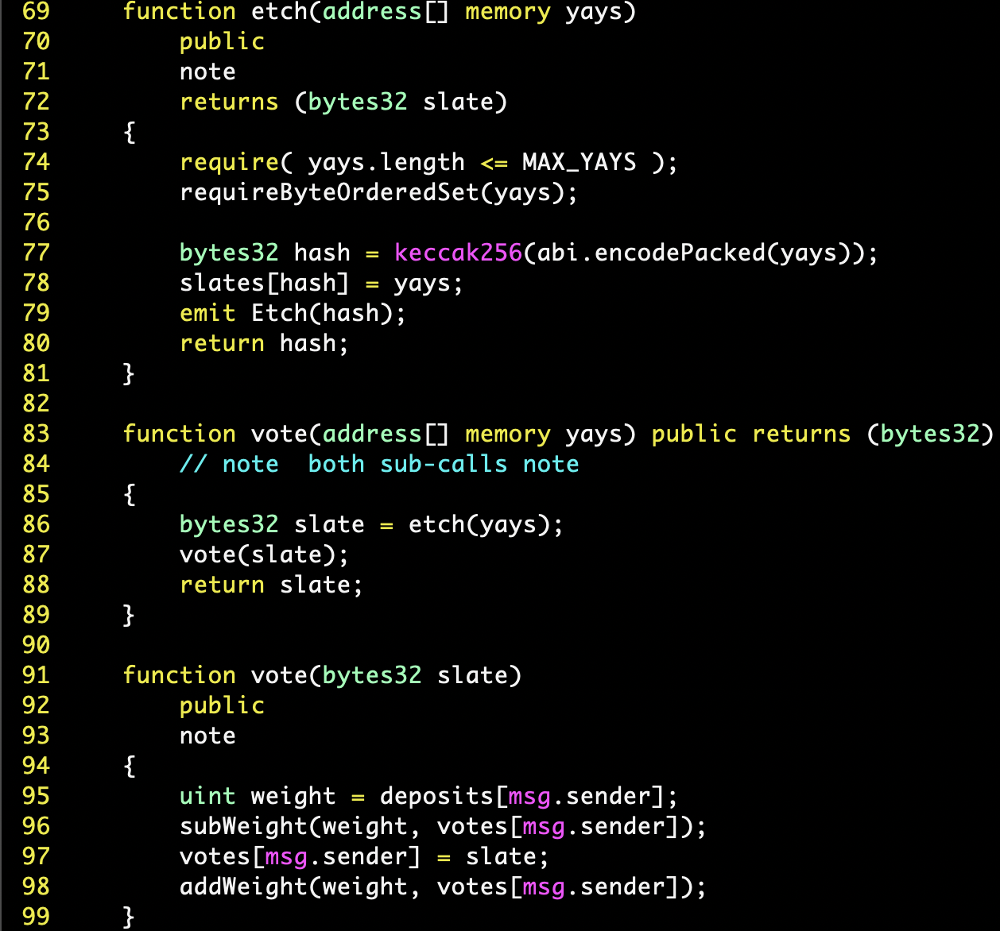 69     function etch(address[] memory yays)
70         public
71         note
72         returns (bytes32 slate)
73     {
74         require( yays.length <= MAX_YAYS );
75         requireByteOrderedSet(yays);
76
77         bytes32 hash = keccak256(abi.encodePacked(yays));
78         slates[hash] = yays;
79         emit Etch(hash);
80         return hash;
81     }
82
83     function vote(address[] memory yays) public returns (bytes32)
84         // note  both sub-calls note
85     {
86         bytes32 slate = etch(yays);
87         vote(slate);
88         return slate;
89     }
90
91     function vote(bytes32 slate)
92         public
93         note
94     {
95         uint weight = deposits[msg.sender];
96         subWeight(weight, votes[msg.sender]);
97         votes[msg.sender] = slate;
98         addWeight(weight, votes[msg.sender]);
99     }